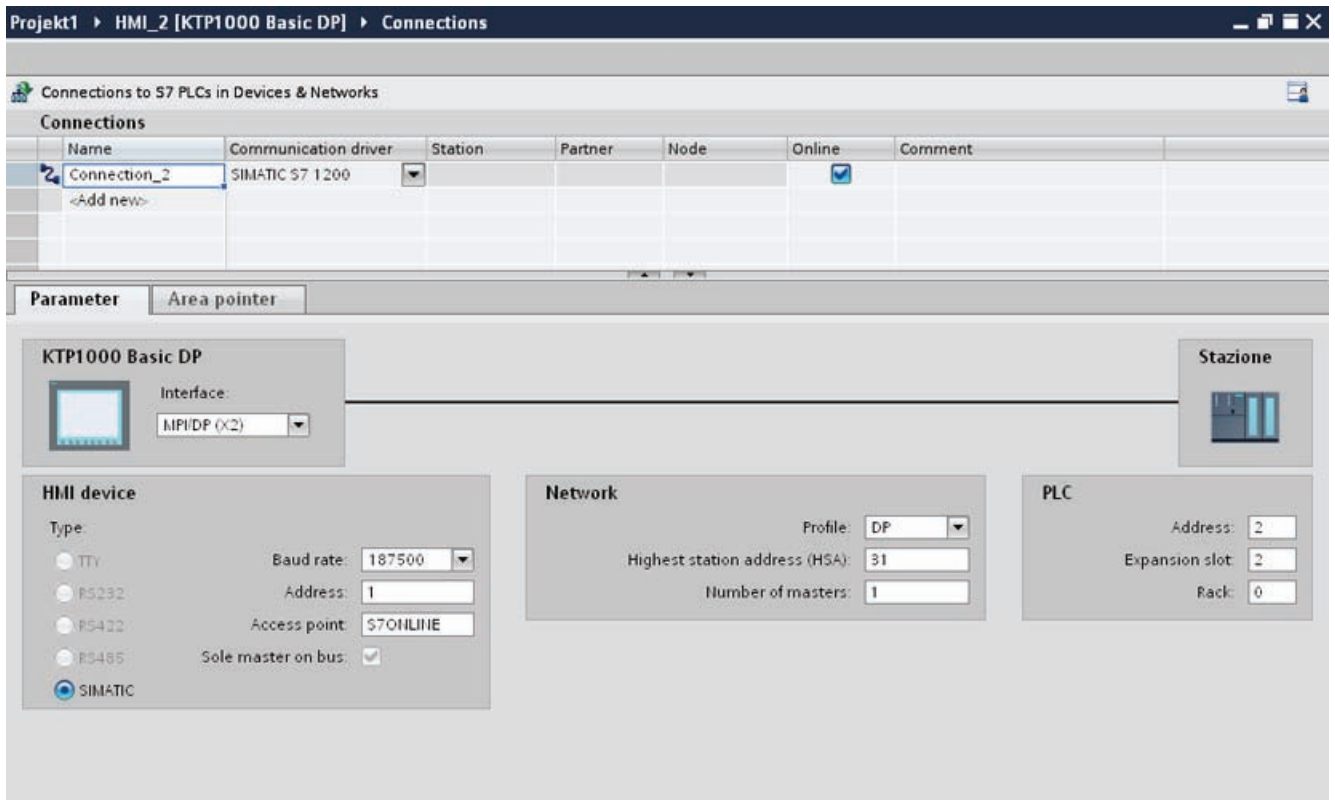 Projekt1 ▸ HMI_2 [KTP1000 Basic DP] ▸ Connections
Connections to S7 PLCs in Devices & Networks
Connections
Name Communication driver Station Partner Node Online Comment
Connection_2 SIMATIC S7 1200
<Add new>
Parameter Area pointer
KTP1000 Basic DP
Interface:
MPI/DP (X2)
Stazione
HMI device
Type:
TTY
RS232
RS422
RS485
SIMATIC
Baud rate: 187500
Address: 1
Access point: S7ONLINE
Sole master on bus:
Network
Profile: DP
Highest station address (HSA): 31
Number of masters: 1
PLC
Address: 2
Expansion slot: 2
Rack: 0